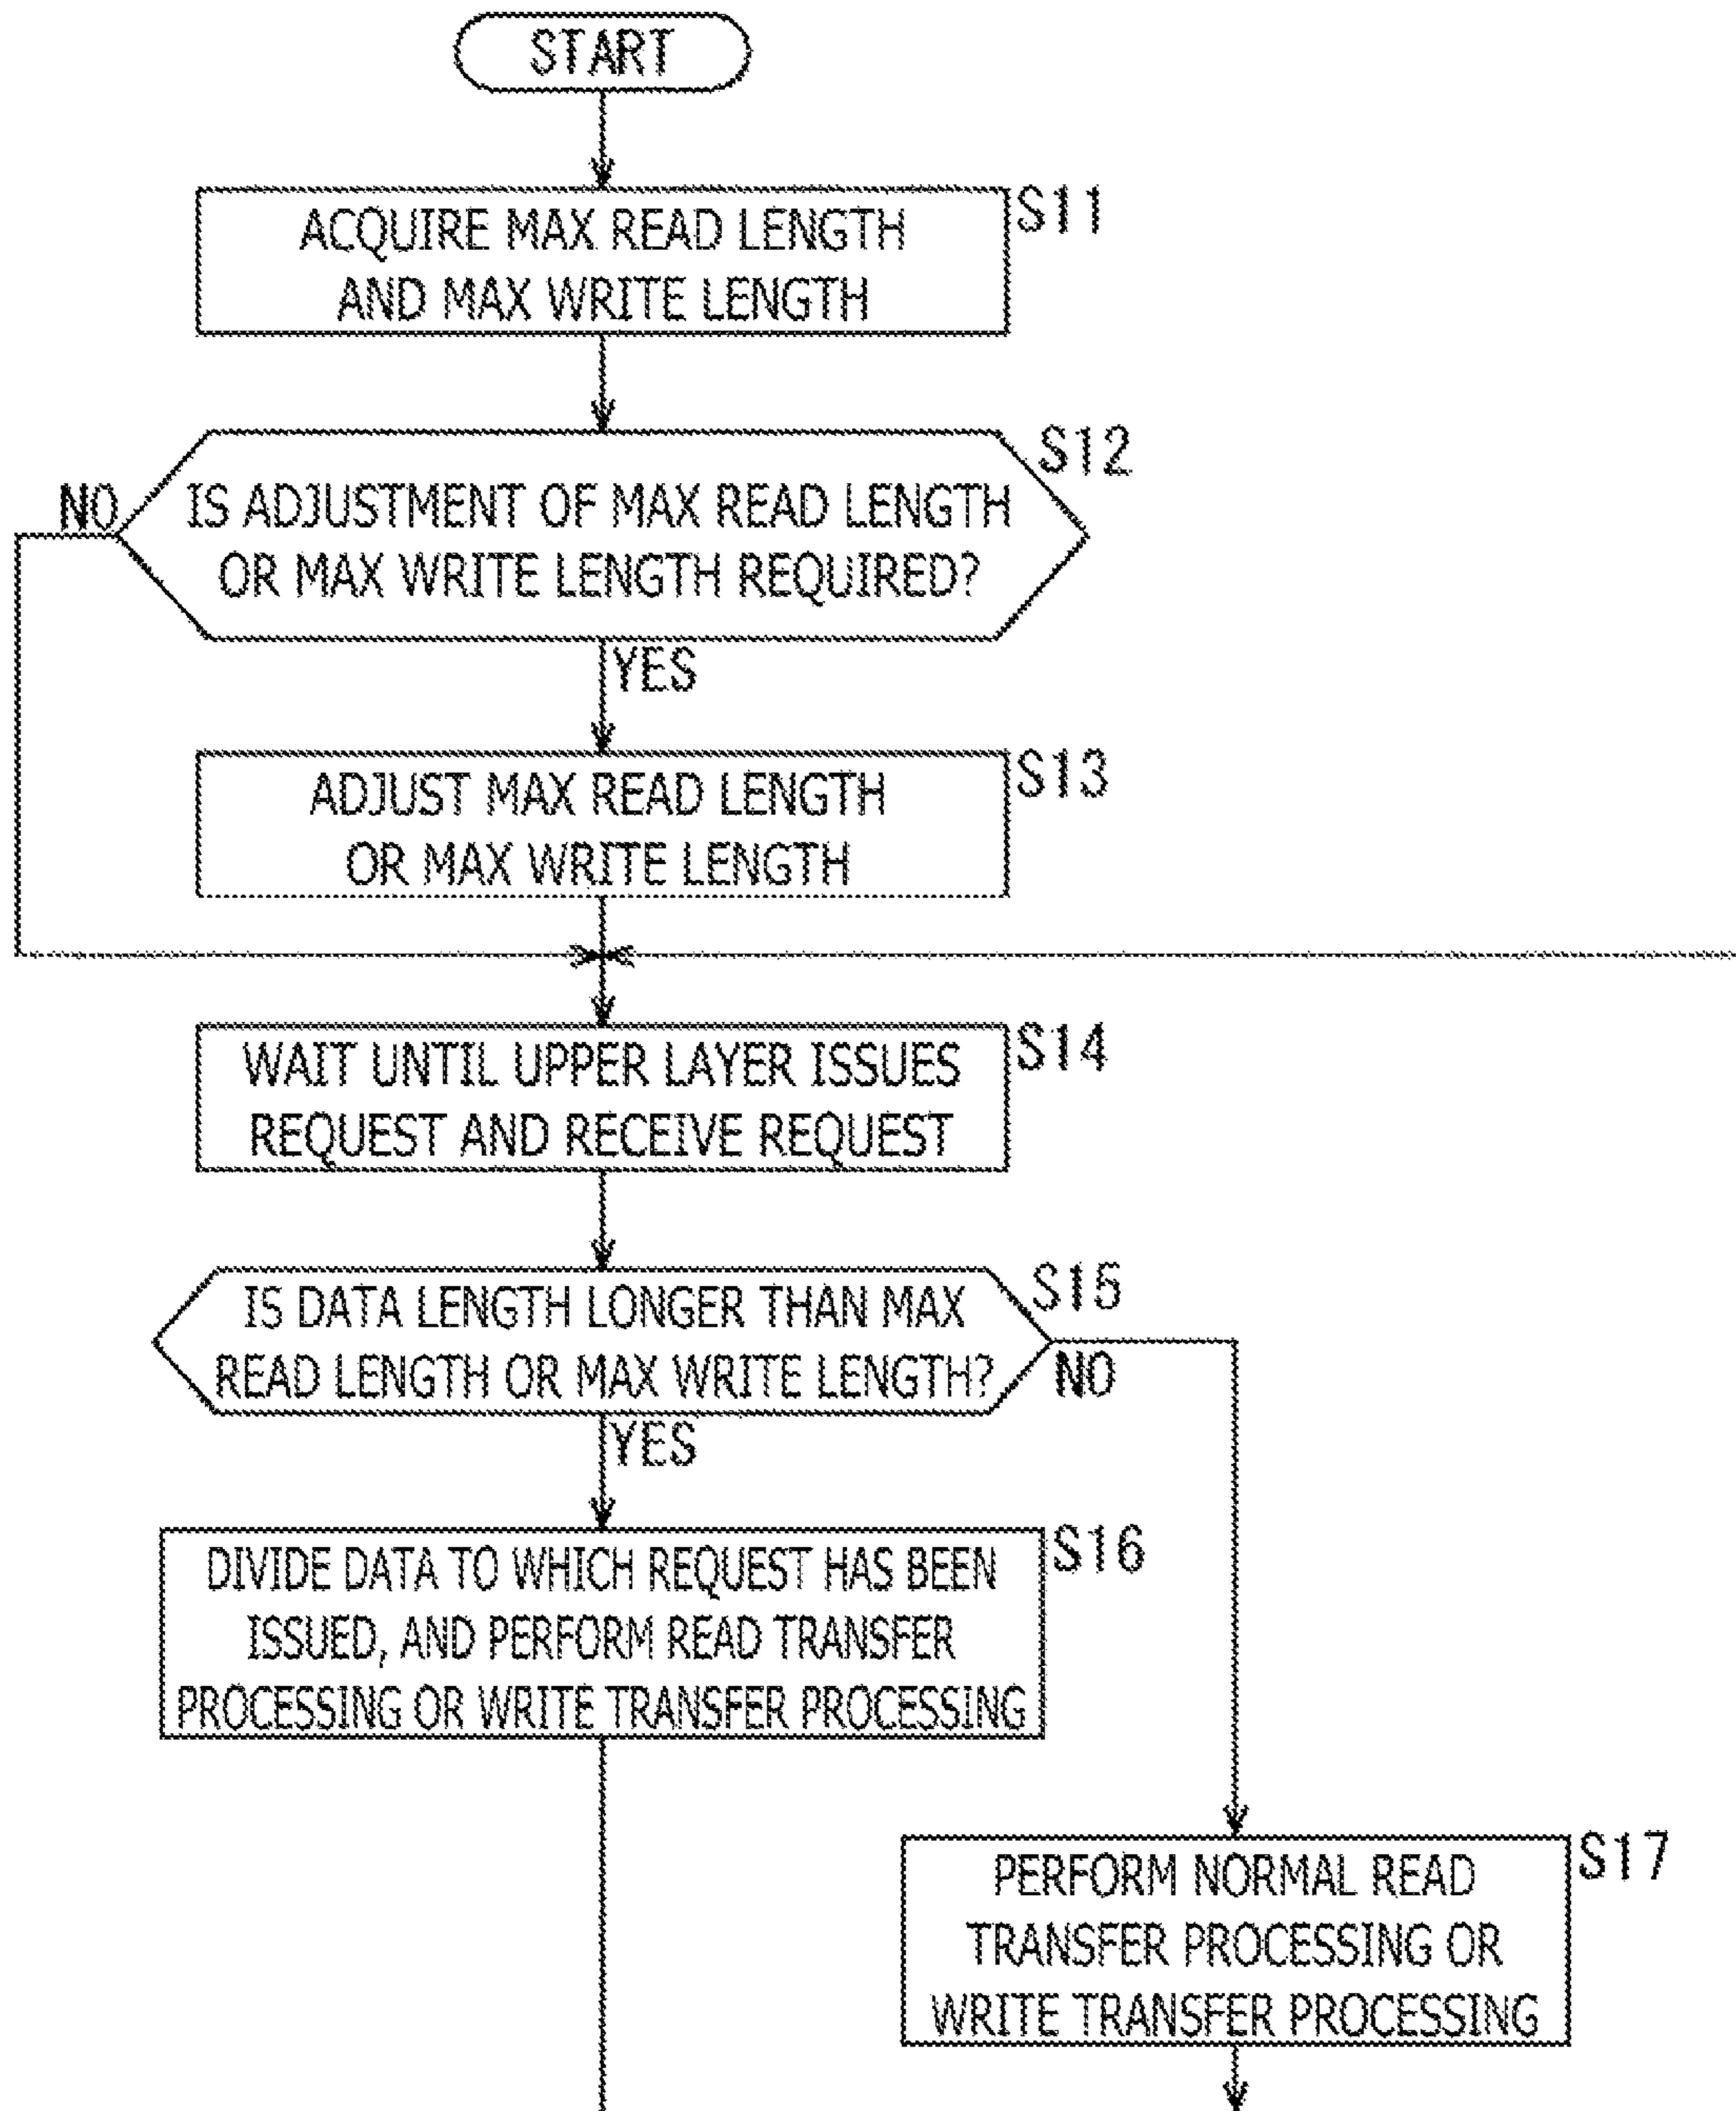 START
S11
ACQUIRE MAX READ LENGTH
AND MAX WRITE LENGTH
S12
NO
IS ADJUSTMENT OF MAX READ LENGTH
OR MAX WRITE LENGTH REQUIRED?
YES
S13
ADJUST MAX READ LENGTH
OR MAX WRITE LENGTH
S14
WAIT UNTIL UPPER LAYER ISSUES
REQUEST AND RECEIVE REQUEST
S15
IS DATA LENGTH LONGER THAN MAX
READ LENGTH OR MAX WRITE LENGTH?
NO
YES
S16
DIVIDE DATA TO WHICH REQUEST HAS BEEN
ISSUED, AND PERFORM READ TRANSFER
PROCESSING OR WRITE TRANSFER PROCESSING
S17
PERFORM NORMAL READ
TRANSFER PROCESSING OR
WRITE TRANSFER PROCESSING